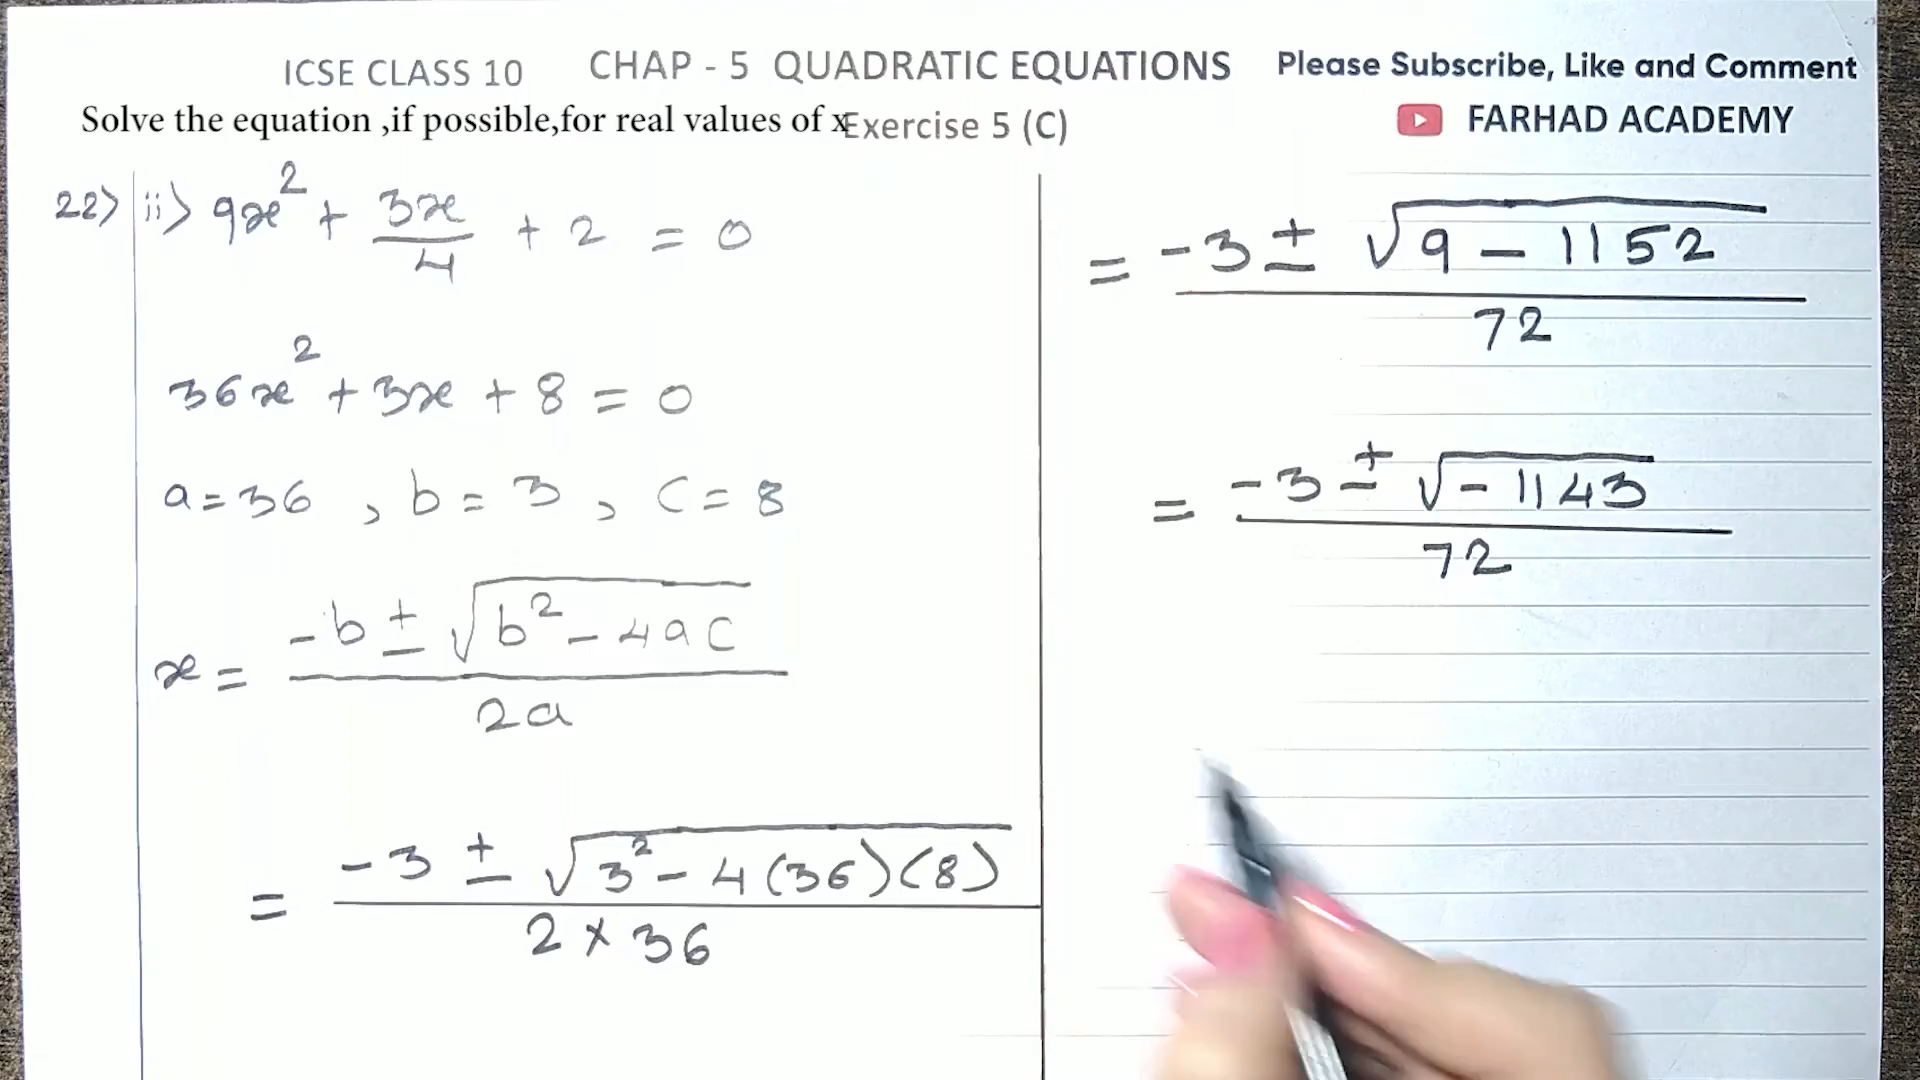 ICSE CLASS 10 CHAP - 5 QUADRATIC EQUATIONS Please Subscribe, Like and Comment
Solve the equation ,if possible,for real values of x Exercise 5 (C) FARHAD ACADEMY
22) ii) 9x² + 3x/4 + 2 = 0
36x² + 3x + 8 = 0
a = 36 , b = 3 , c = 8
x = -b ± √b² - 4ac / 2a
= -3 ± √3² - 4(36)(8) / 2 × 36
= -3 ± √9 - 1152 / 72
= -3 ± √-1143 / 72